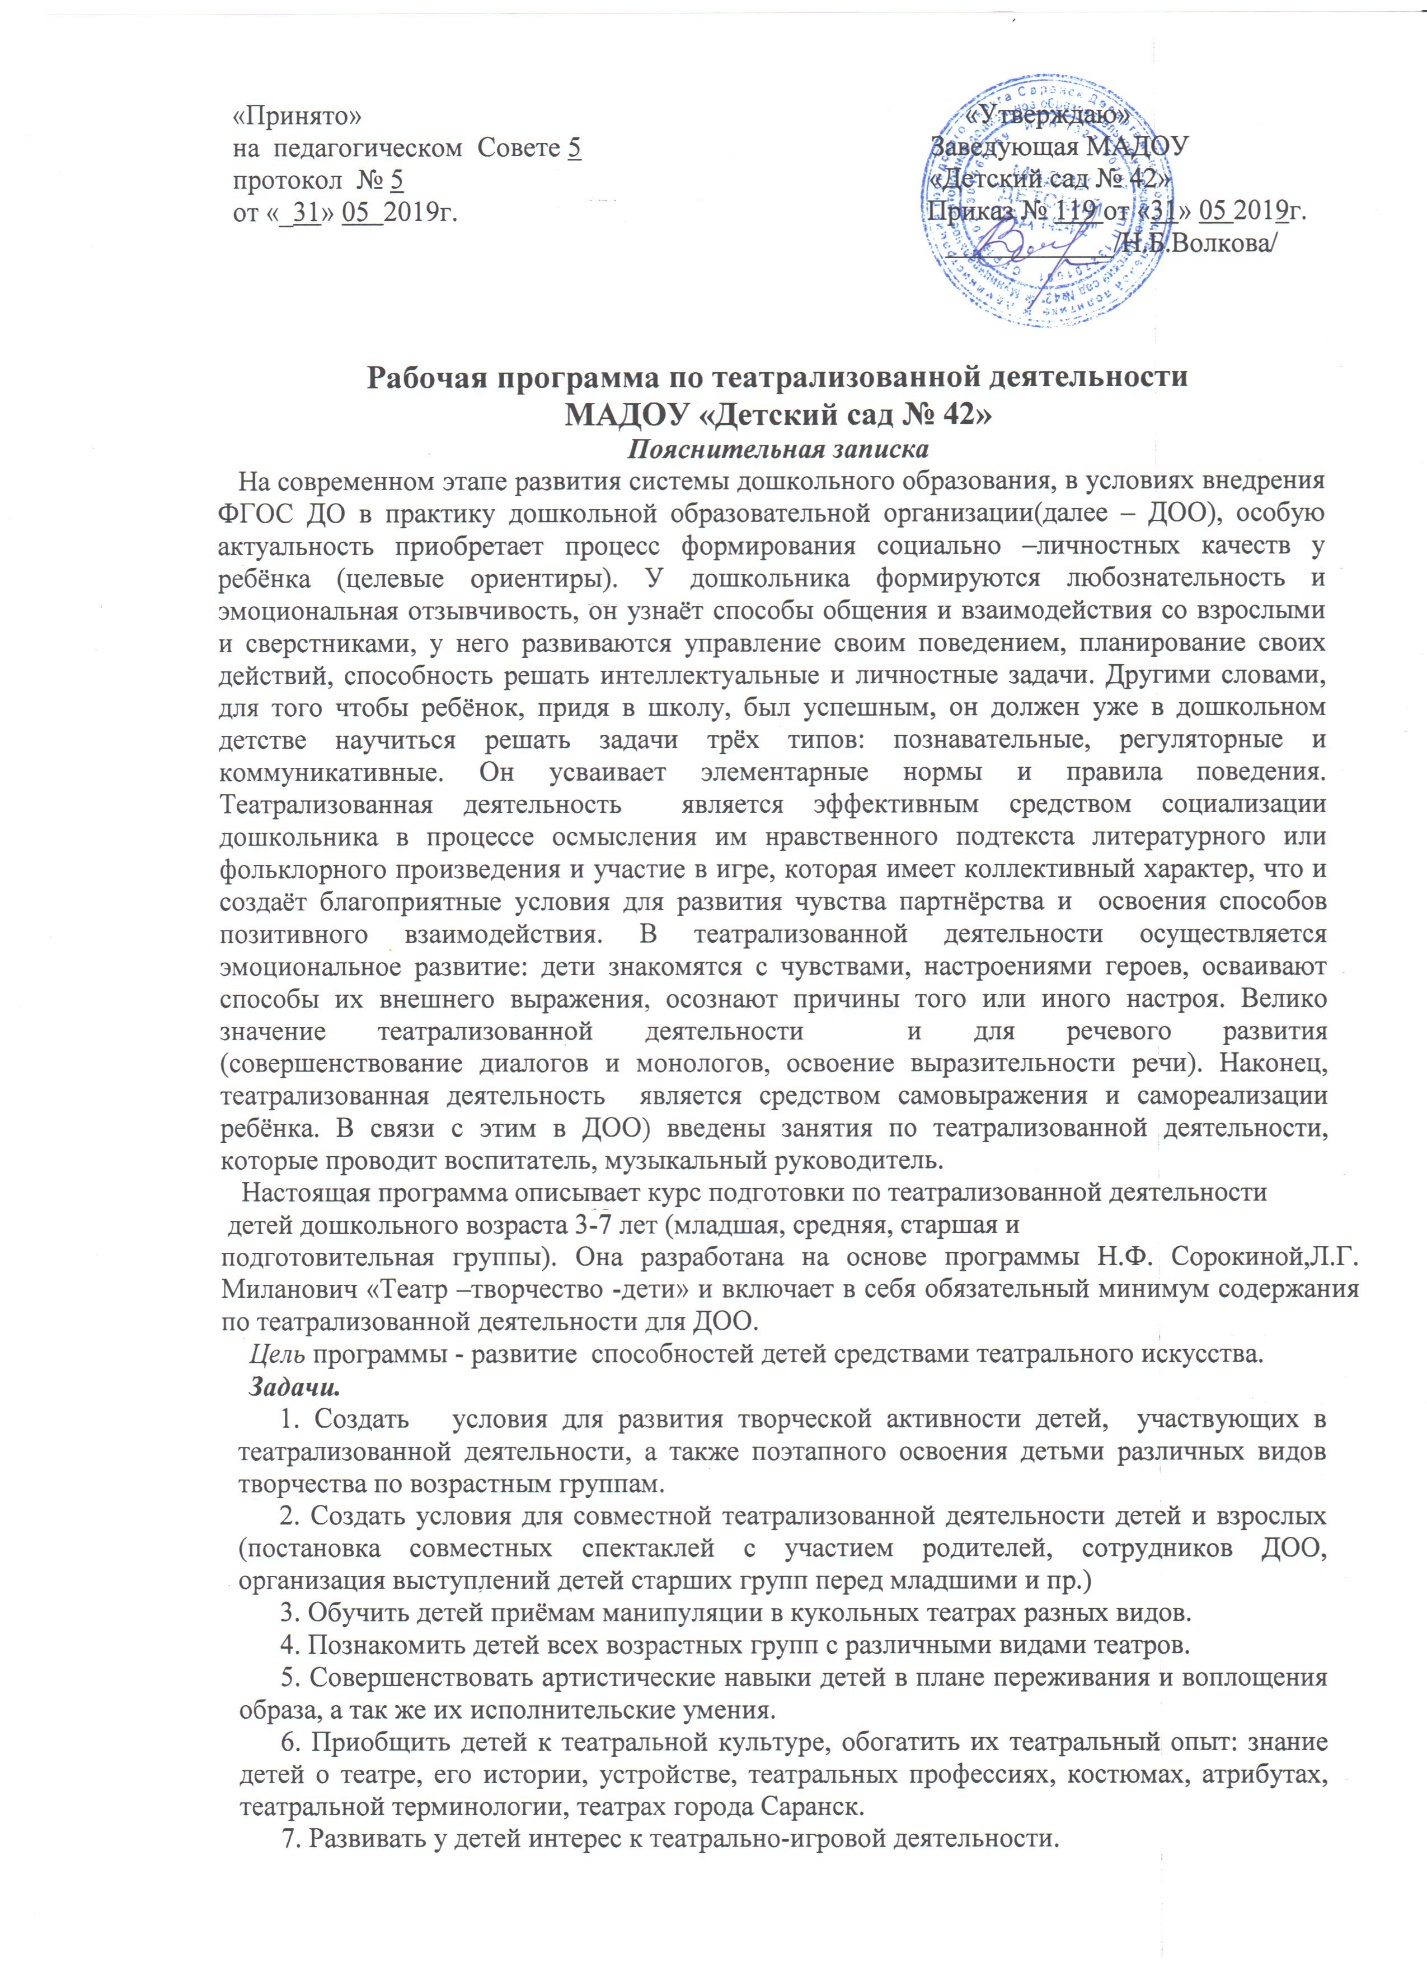 «Принято»
на педагогическом Совете 5
протокол № 5
от «_31» 05_2019г.
«Утверждаю»
Заведующая МАДОУ
«Детский сад № 42»
Приказ № 119 от «31» 05 2019г.
____________/Н.Б.Волкова/
Рабочая программа по театрализованной деятельности
МАДОУ «Детский сад № 42»
Пояснительная записка
На современном этапе развития системы дошкольного образования, в условиях внедрения
ФГОС ДО в практику дошкольной образовательной организации(далее – ДОО), особую
актуальность приобретает процесс формирования социально –личностных качеств у
ребёнка (целевые ориентиры). У дошкольника формируются любознательность и
эмоциональная отзывчивость, он узнаёт способы общения и взаимодействия со взрослыми
и сверстниками, у него развиваются управление своим поведением, планирование своих
действий, способность решать интеллектуальные и личностные задачи. Другими словами,
для того чтобы ребёнок, придя в школу, был успешным, он должен уже в дошкольном
детстве научиться решать задачи трёх типов: познавательные, регуляторные и
коммуникативные. Он усваивает элементарные нормы и правила поведения.
Театрализованная деятельность является эффективным средством социализации
дошкольника в процессе осмысления им нравственного подтекста литературного или
фольклорного произведения и участие в игре, которая имеет коллективный характер, что и
создаёт благоприятные условия для развития чувства партнёрства и освоения способов
позитивного взаимодействия. В театрализованной деятельности осуществляется
эмоциональное развитие: дети знакомятся с чувствами, настроениями героев, осваивают
способы их внешнего выражения, осознают причины того или иного настроя. Велико
значение театрализованной деятельности и для речевого развития
(совершенствование диалогов и монологов, освоение выразительности речи). Наконец,
театрализованная деятельность является средством самовыражения и самореализации
ребёнка. В связи с этим в ДОО) введены занятия по театрализованной деятельности,
которые проводит воспитатель, музыкальный руководитель.
Настоящая программа описывает курс подготовки по театрализованной деятельности
детей дошкольного возраста 3-7 лет (младшая, средняя, старшая и
подготовительная группы). Она разработана на основе программы Н.Ф. Сорокиной,Л.Г.
Миланович «Театр –творчество -дети» и включает в себя обязательный минимум содержания
по театрализованной деятельности для ДОО.
Цель программы - развитие способностей детей средствами театрального искусства.
Задачи.
1. Создать условия для развития творческой активности детей, участвующих в
театрализованной деятельности, а также поэтапного освоения детьми различных видов
творчества по возрастным группам.
2. Создать условия для совместной театрализованной деятельности детей и взрослых
(постановка совместных спектаклей с участием родителей, сотрудников ДОО,
организация выступлений детей старших групп перед младшими и пр.)
3. Обучить детей приёмам манипуляции в кукольных театрах разных видов.
4. Познакомить детей всех возрастных групп с различными видами театров.
5. Совершенствовать артистические навыки детей в плане переживания и воплощения
образа, а так же их исполнительские умения.
6. Приобщить детей к театральной культуре, обогатить их театральный опыт: знание
детей о театре, его истории, устройстве, театральных профессиях, костюмах, атрибутах,
театральной терминологии, театрах города Саранск.
7. Развивать у детей интерес к театрально-игровой деятельности.